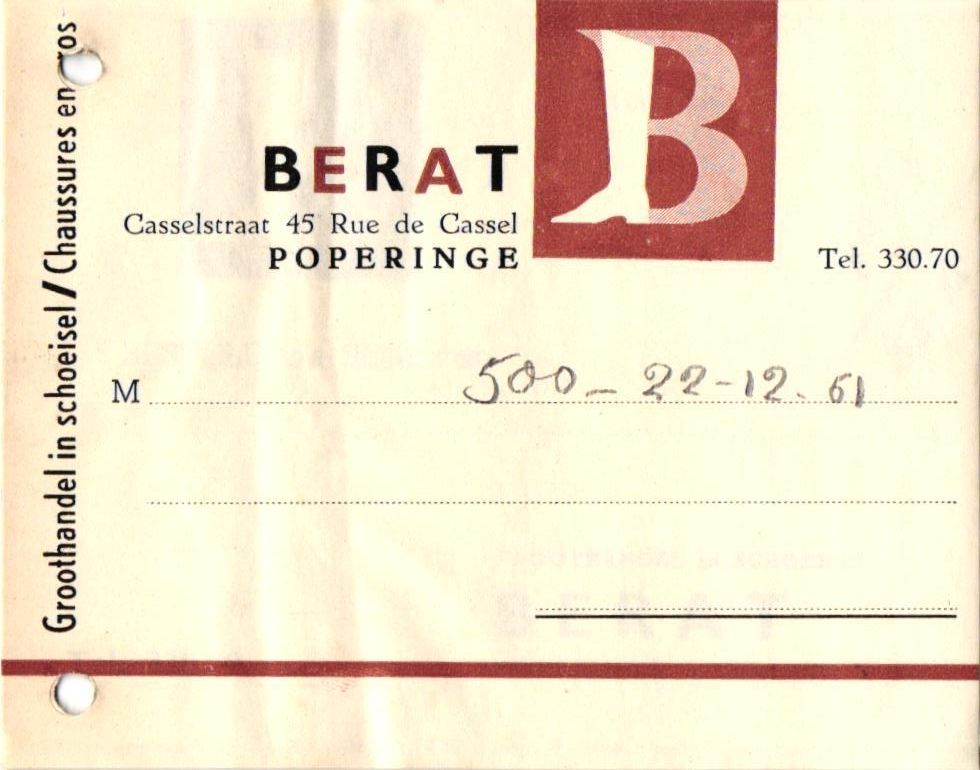 Groothandel in schoeisel / Chaussures en gros
B
BERAT
Casselstraat 45 Rue de Cassel
POPERINGE
Tel. 330.70
M 500 - 22-12. 61